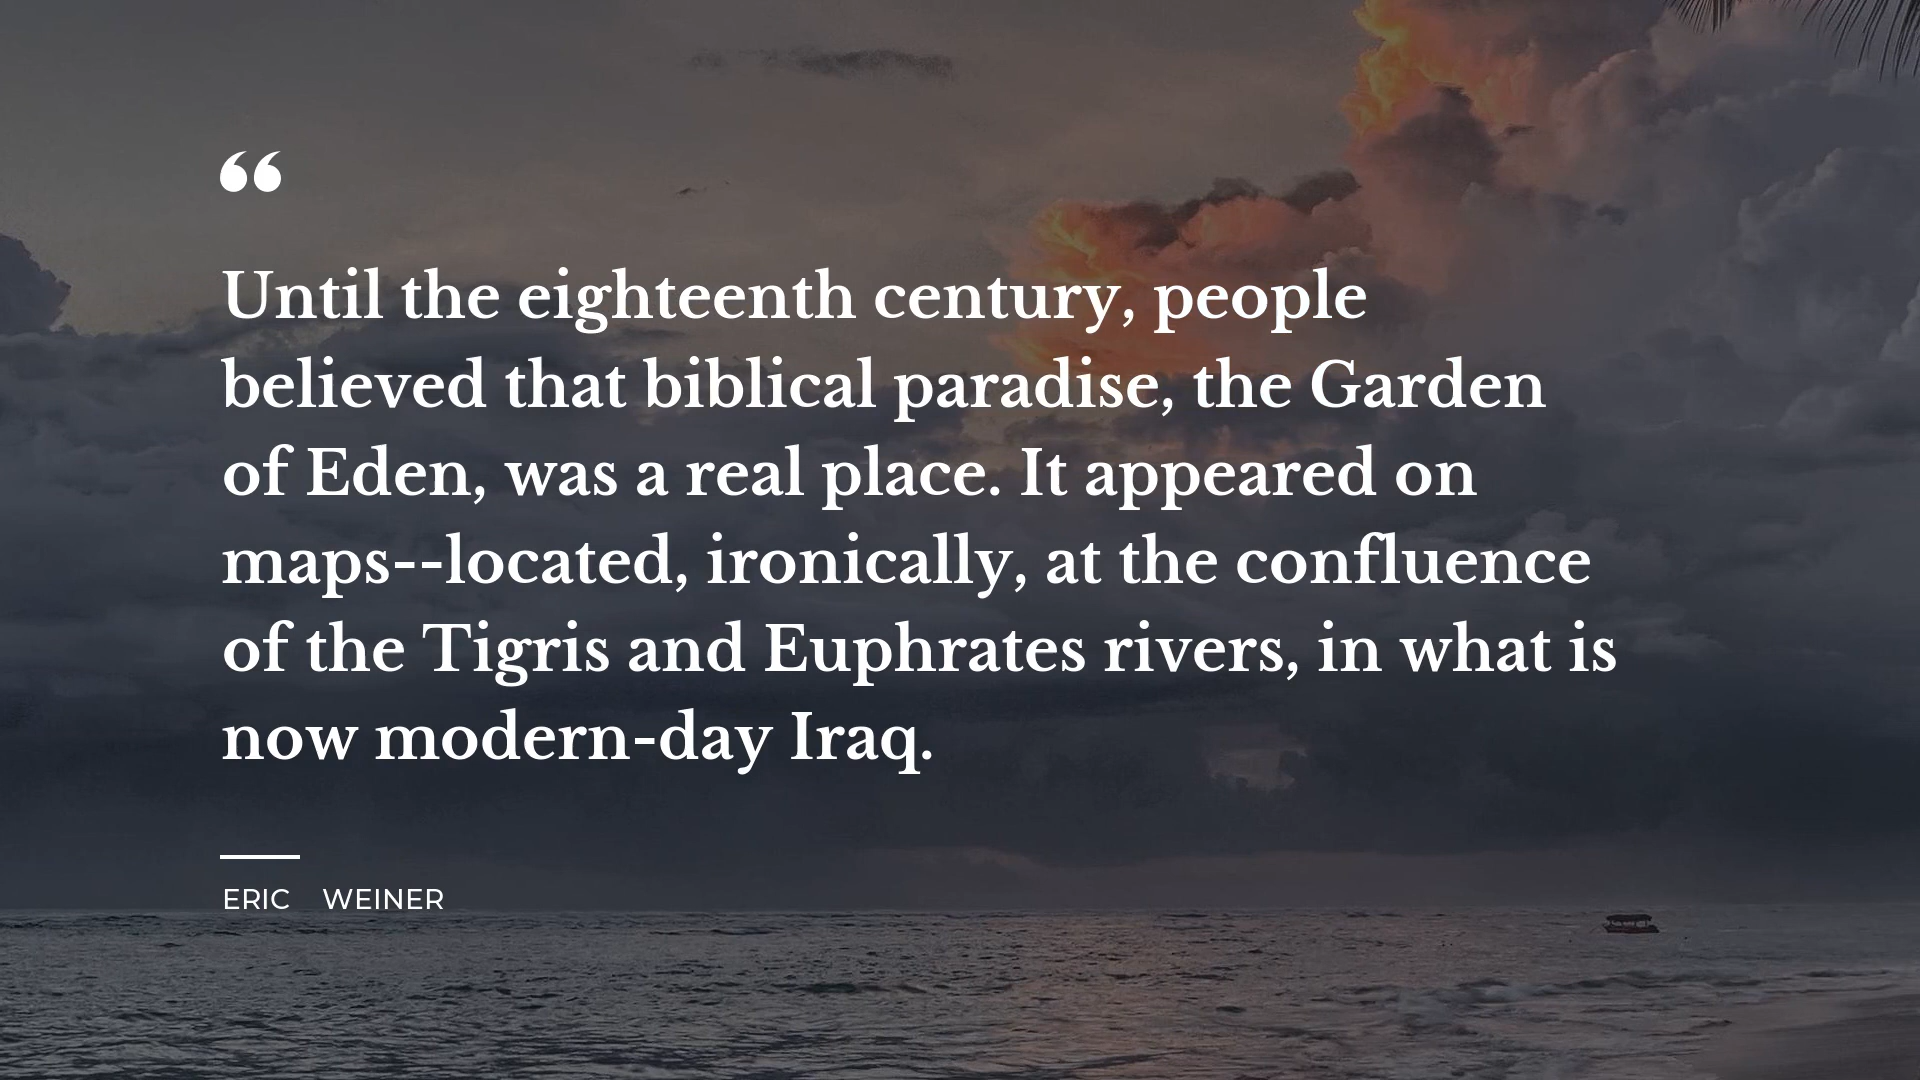 “
Until the eighteenth century, people
believed that biblical paradise, the Garden
of Eden, was a real place. It appeared on
maps--located, ironically, at the confluence
of the Tigris and Euphrates rivers, in what is
now modern-day Iraq.
ERIC WEINER